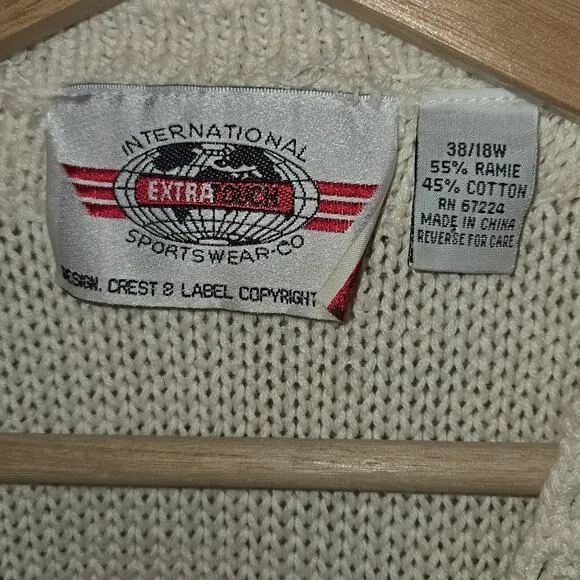 INTERNATIONAL
EXTRA TOUCH
SPORTSWEAR-CO
DESIGN, CREST & LABEL COPYRIGHT
38/18W
55% RAMIE
45% COTTON
RN 67224
MADE IN CHINA
REVERSE FOR CARE